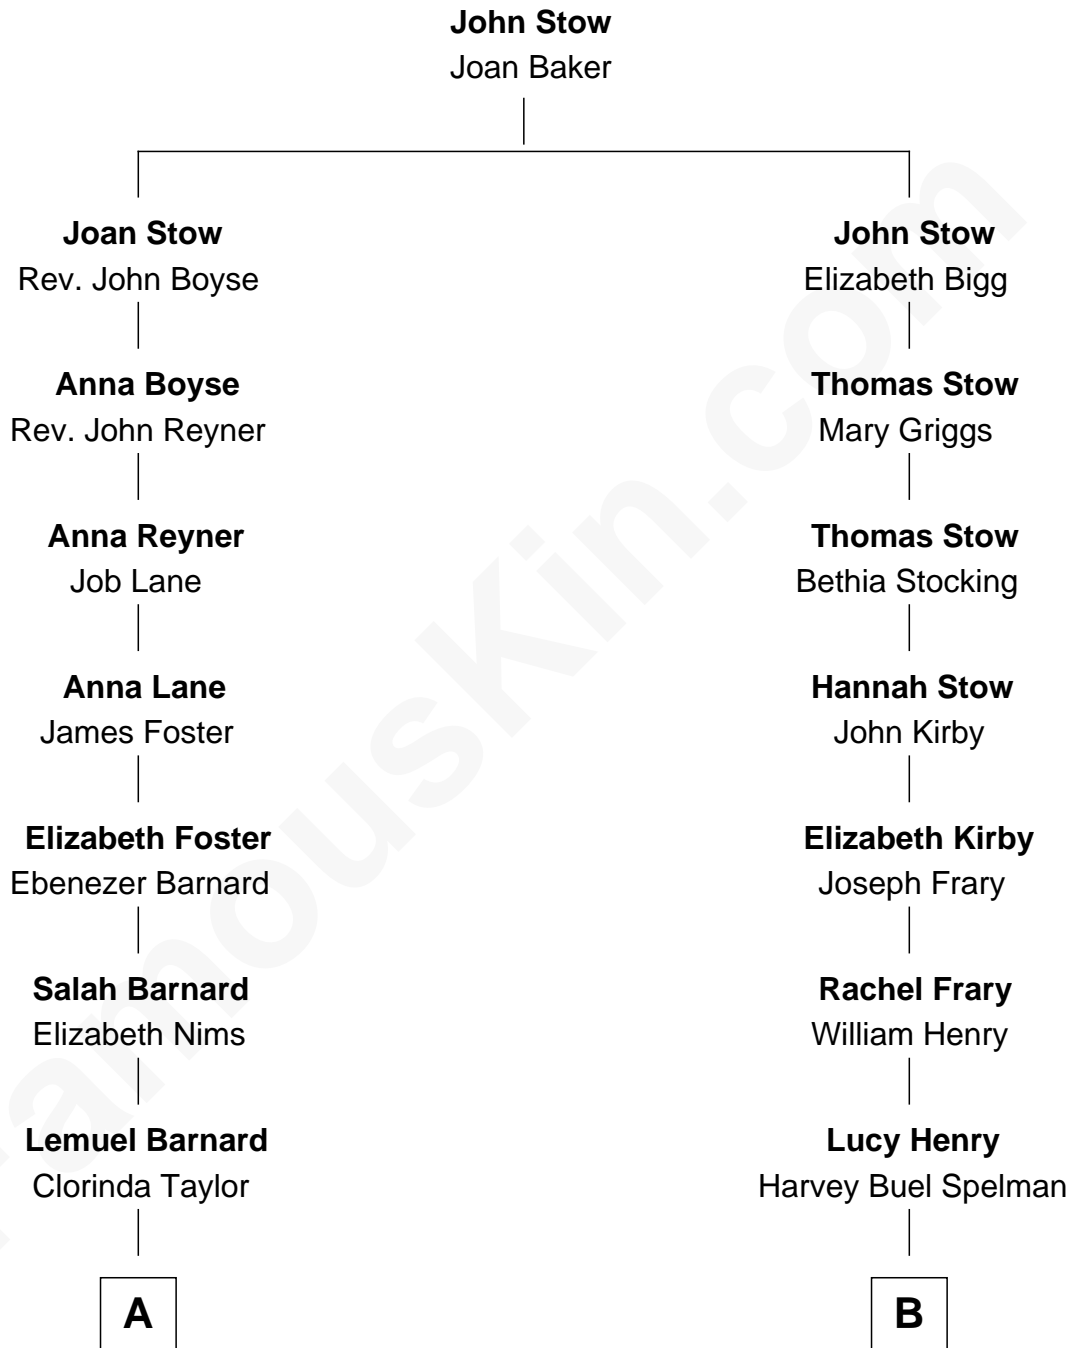 John Stow
Joan Baker
Joan Stow
Rev. John Boyse
John Stow
Elizabeth Bigg
Anna Boyse
Rev. John Reyner
Thomas Stow
Mary Griggs
Anna Reyner
Job Lane
Thomas Stow
Bethia Stocking
Anna Lane
James Foster
Hannah Stow
John Kirby
Elizabeth Foster
Ebenezer Barnard
Elizabeth Kirby
Joseph Frary
Salah Barnard
Elizabeth Nims
Rachel Frary
William Henry
Lemuel Barnard
Clorinda Taylor
Lucy Henry
Harvey Buel Spelman
A
B
FamousKin.com